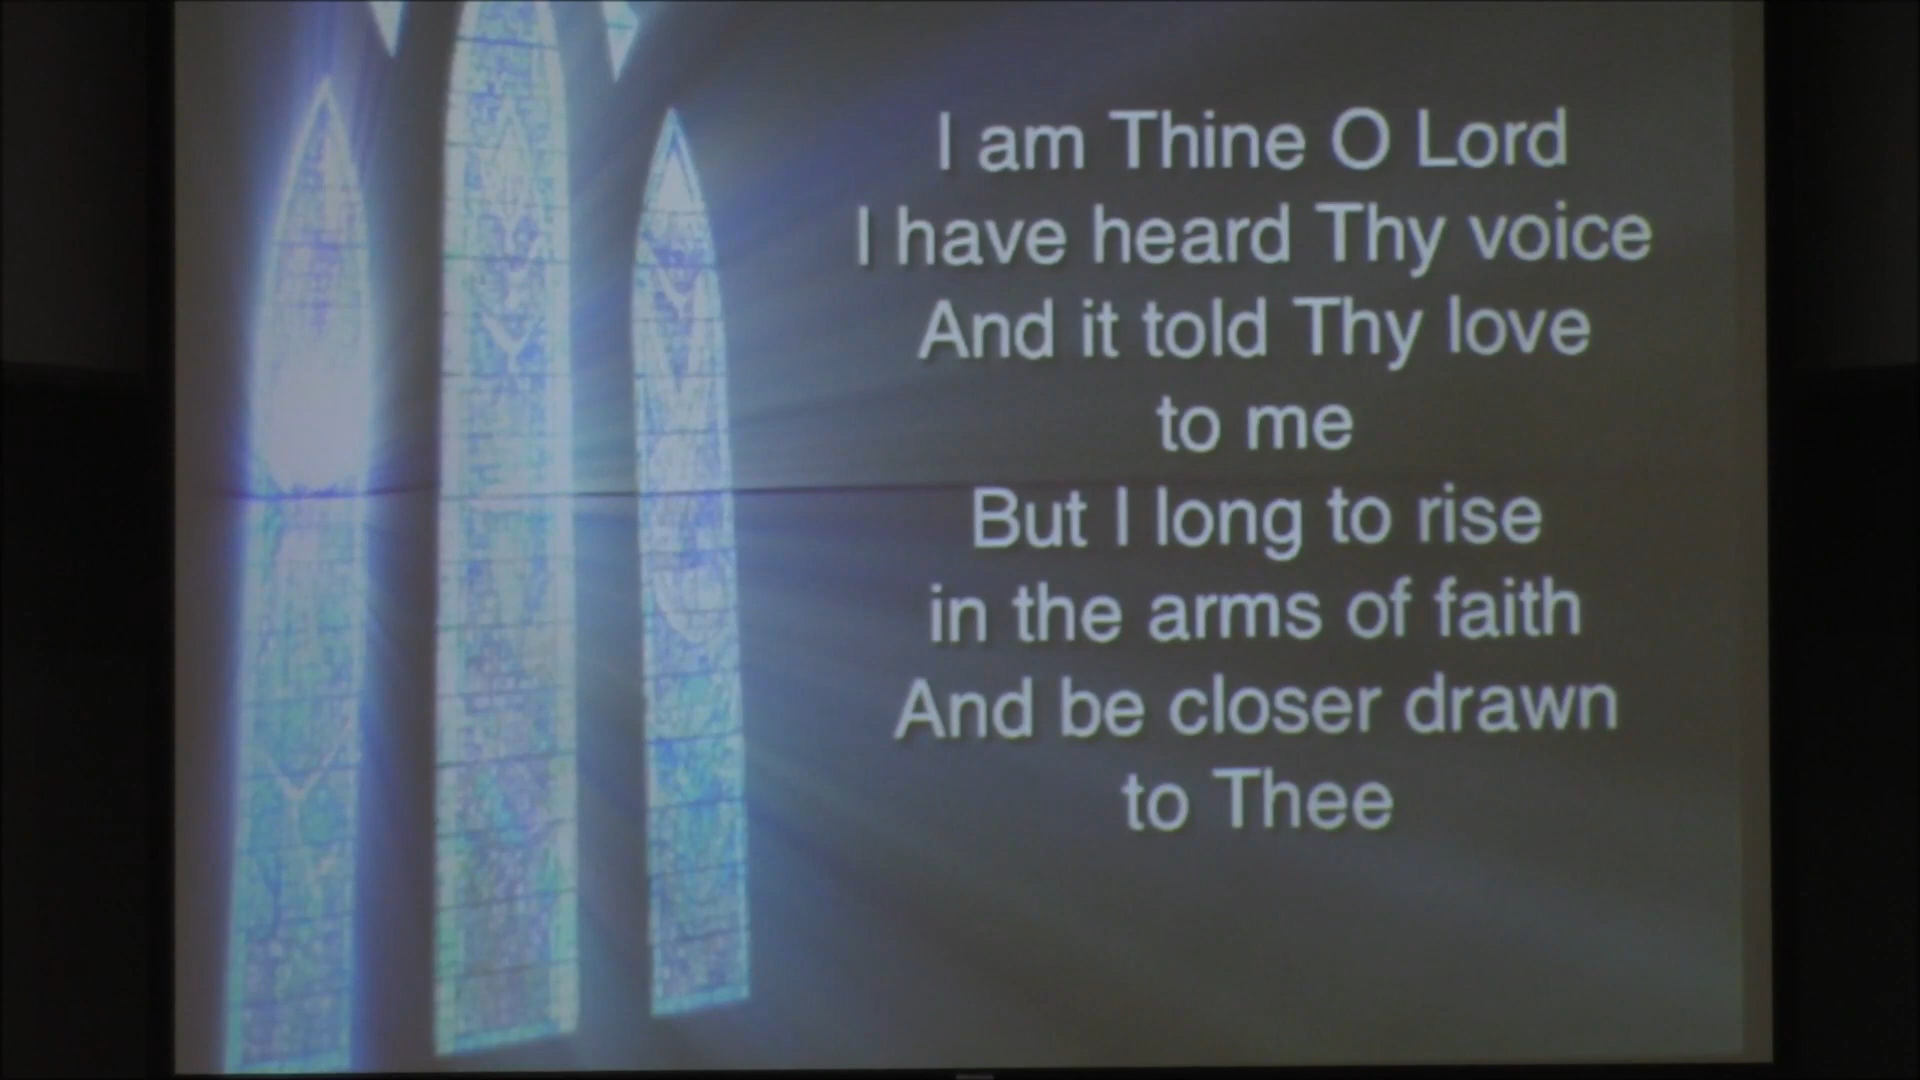 I am Thine O Lord
I have heard Thy voice
And it told Thy love
to me
But I long to rise
in the arms of faith
And be closer drawn
to Thee